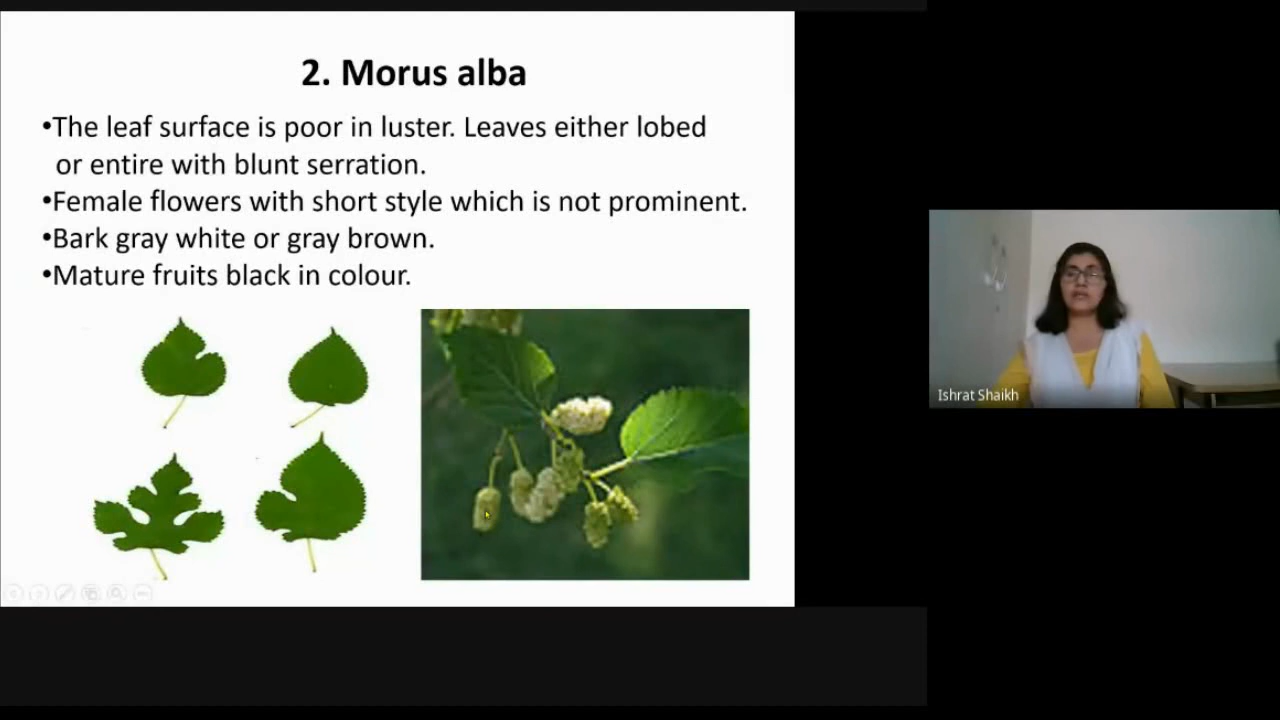 2. Morus alba
•The leaf surface is poor in luster. Leaves either lobed
or entire with blunt serration.
•Female flowers with short style which is not prominent.
•Bark gray white or gray brown.
•Mature fruits black in colour.
Ishrat Shaikh